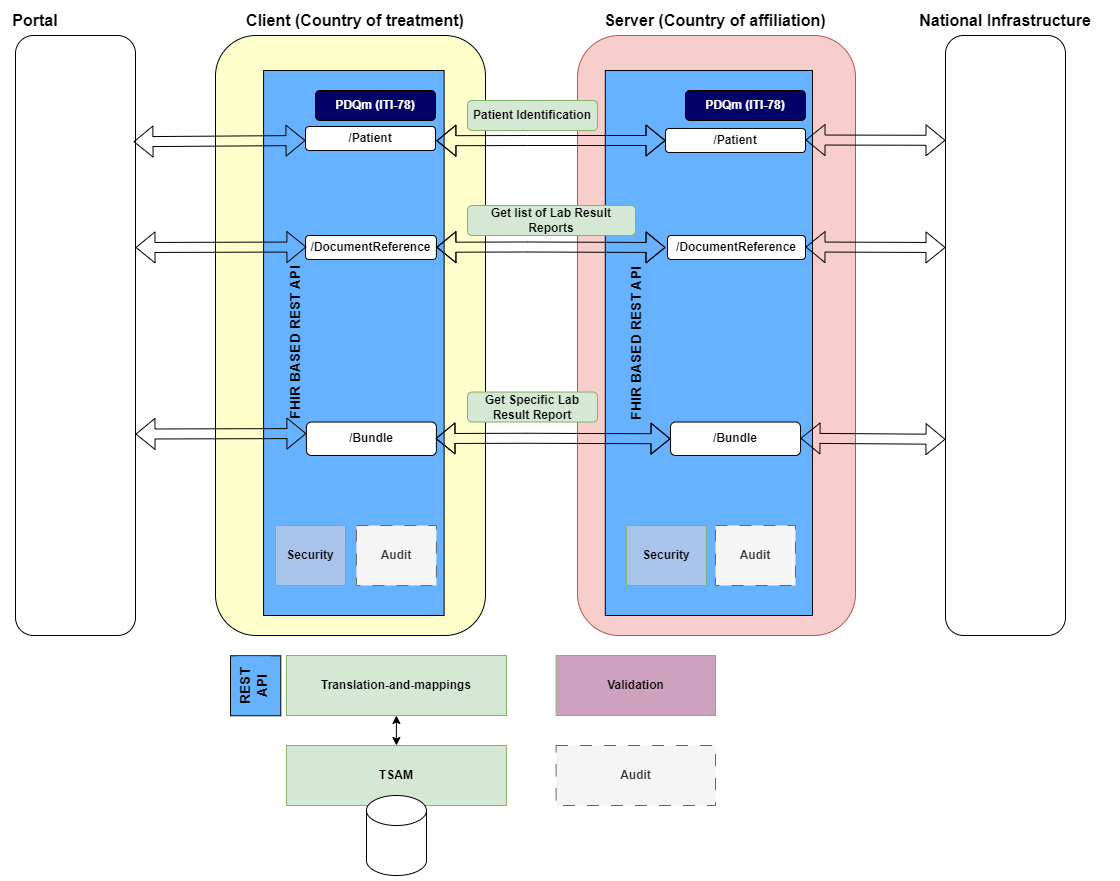 Portal
Client (Country of treatment)
Server (Country of affiliation)
National Infrastructure
PDQm (ITI-78)
Patient Identification
PDQm (ITI-78)
/Patient
/Patient
Get list of Lab Result
Reports
/DocumentReference
/DocumentReference
FHIR BASED REST API
FHIR BASED REST API
Get Specific Lab
Result Report
/Bundle
/Bundle
Security
Audit
Security
Audit
REST
API
Translation-and-mappings
Validation
TSAM
Audit